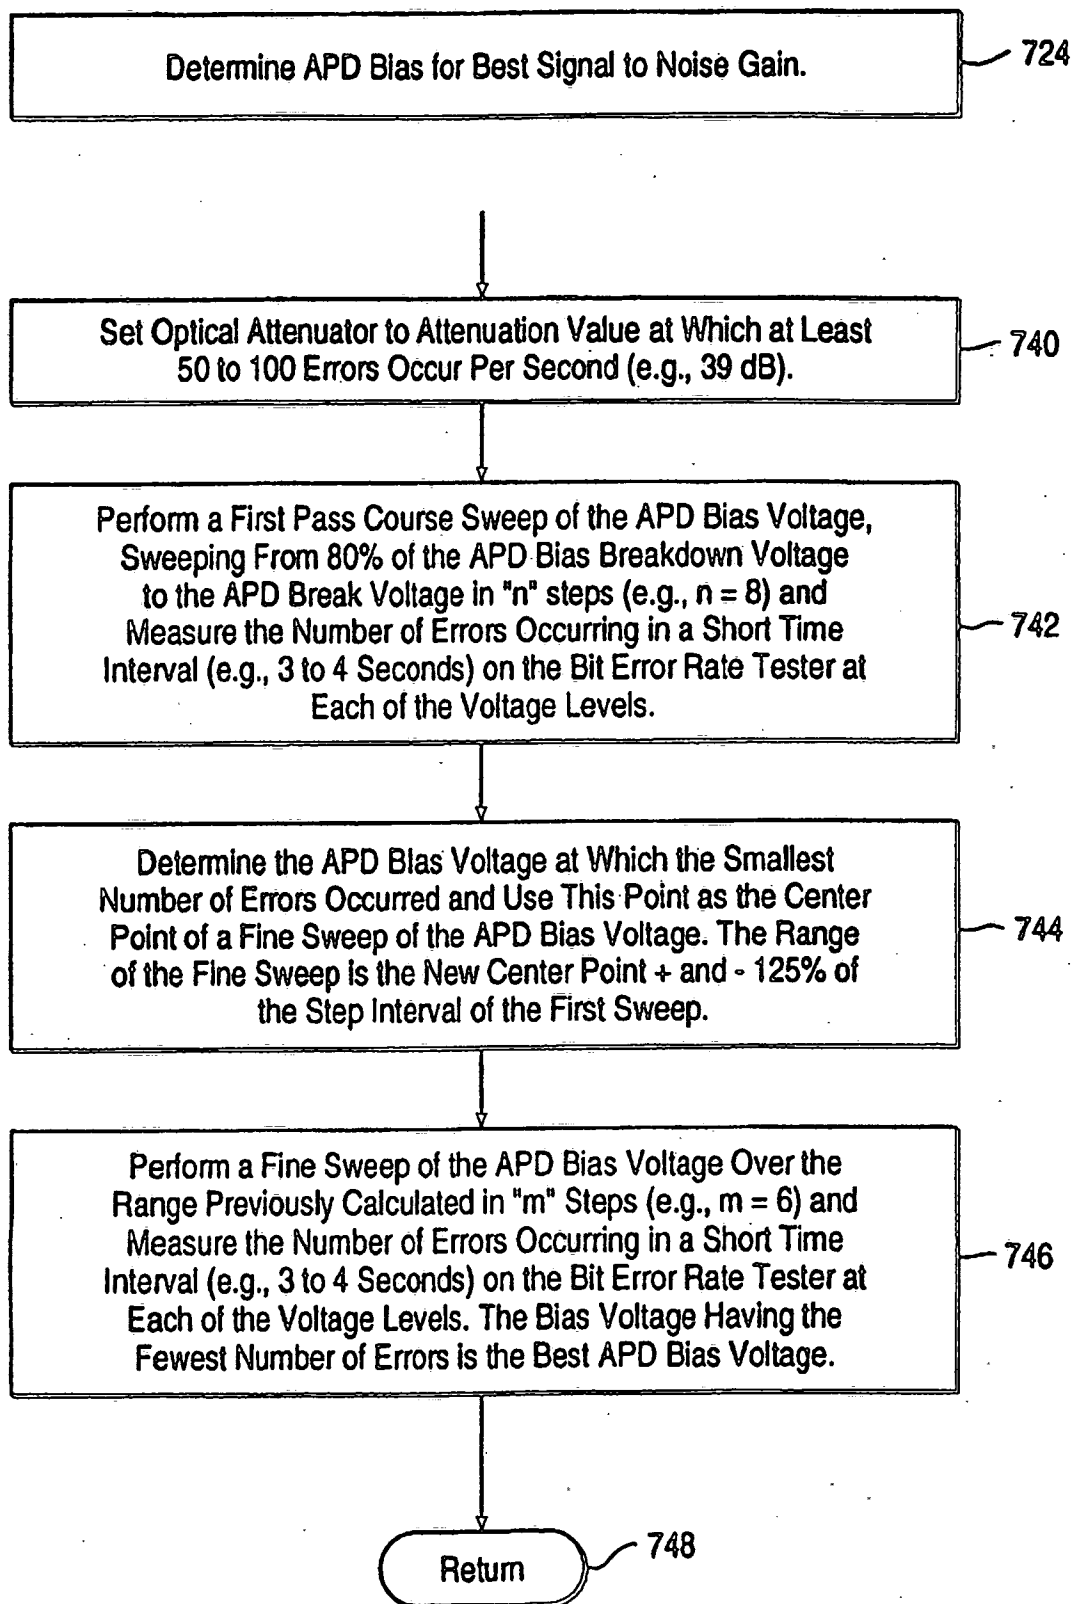 Determine APD Bias for Best Signal to Noise Gain.
724
Set Optical Attenuator to Attenuation Value at Which at Least
50 to 100 Errors Occur Per Second (e.g., 39 dB).
740
Perform a First Pass Course Sweep of the APD Bias Voltage,
Sweeping From 80% of the APD Bias Breakdown Voltage
to the APD Break Voltage in "n" steps (e.g., n = 8) and
Measure the Number of Errors Occurring in a Short Time
Interval (e.g., 3 to 4 Seconds) on the Bit Error Rate Tester at
Each of the Voltage Levels.
742
Determine the APD Bias Voltage at Which the Smallest
Number of Errors Occurred and Use This Point as the Center
Point of a Fine Sweep of the APD Bias Voltage. The Range
of the Fine Sweep is the New Center Point + and - 125% of
the Step Interval of the First Sweep.
744
Perform a Fine Sweep of the APD Bias Voltage Over the
Range Previously Calculated in "m" Steps (e.g., m = 6) and
Measure the Number of Errors Occurring in a Short Time
Interval (e.g., 3 to 4 Seconds) on the Bit Error Rate Tester at
Each of the Voltage Levels. The Bias Voltage Having the
Fewest Number of Errors is the Best APD Bias Voltage.
746
Return
748